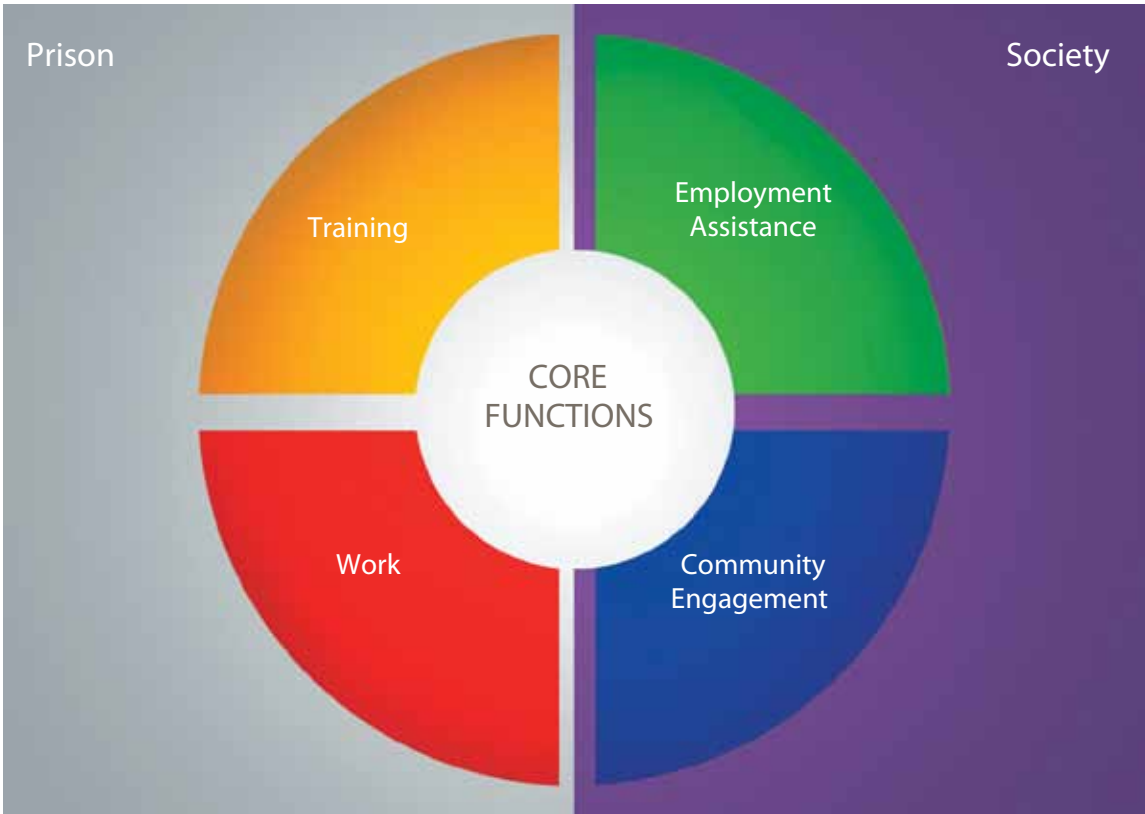 Prison
Society
Training
Employment
Assistance
CORE
FUNCTIONS
Work
Community
Engagement